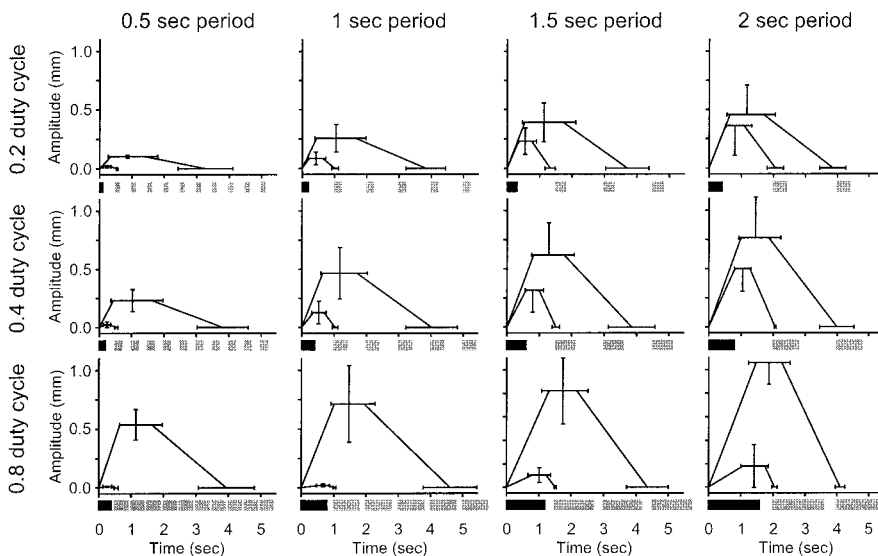 0.5 sec period 1 sec period 1.5 sec period 2 sec period
0.2 duty cycle
Amplitude (mm)
1.0
0.5
0.0
0.4 duty cycle
Amplitude (mm)
1.0
0.5
0.0
0.8 duty cycle
Amplitude (mm)
1.0
0.5
0.0
0 1 2 3 4 5 0 1 2 3 4 5 0 1 2 3 4 5 0 1 2 3 4 5
Time (sec) Time (sec) Time (sec) Time (sec)